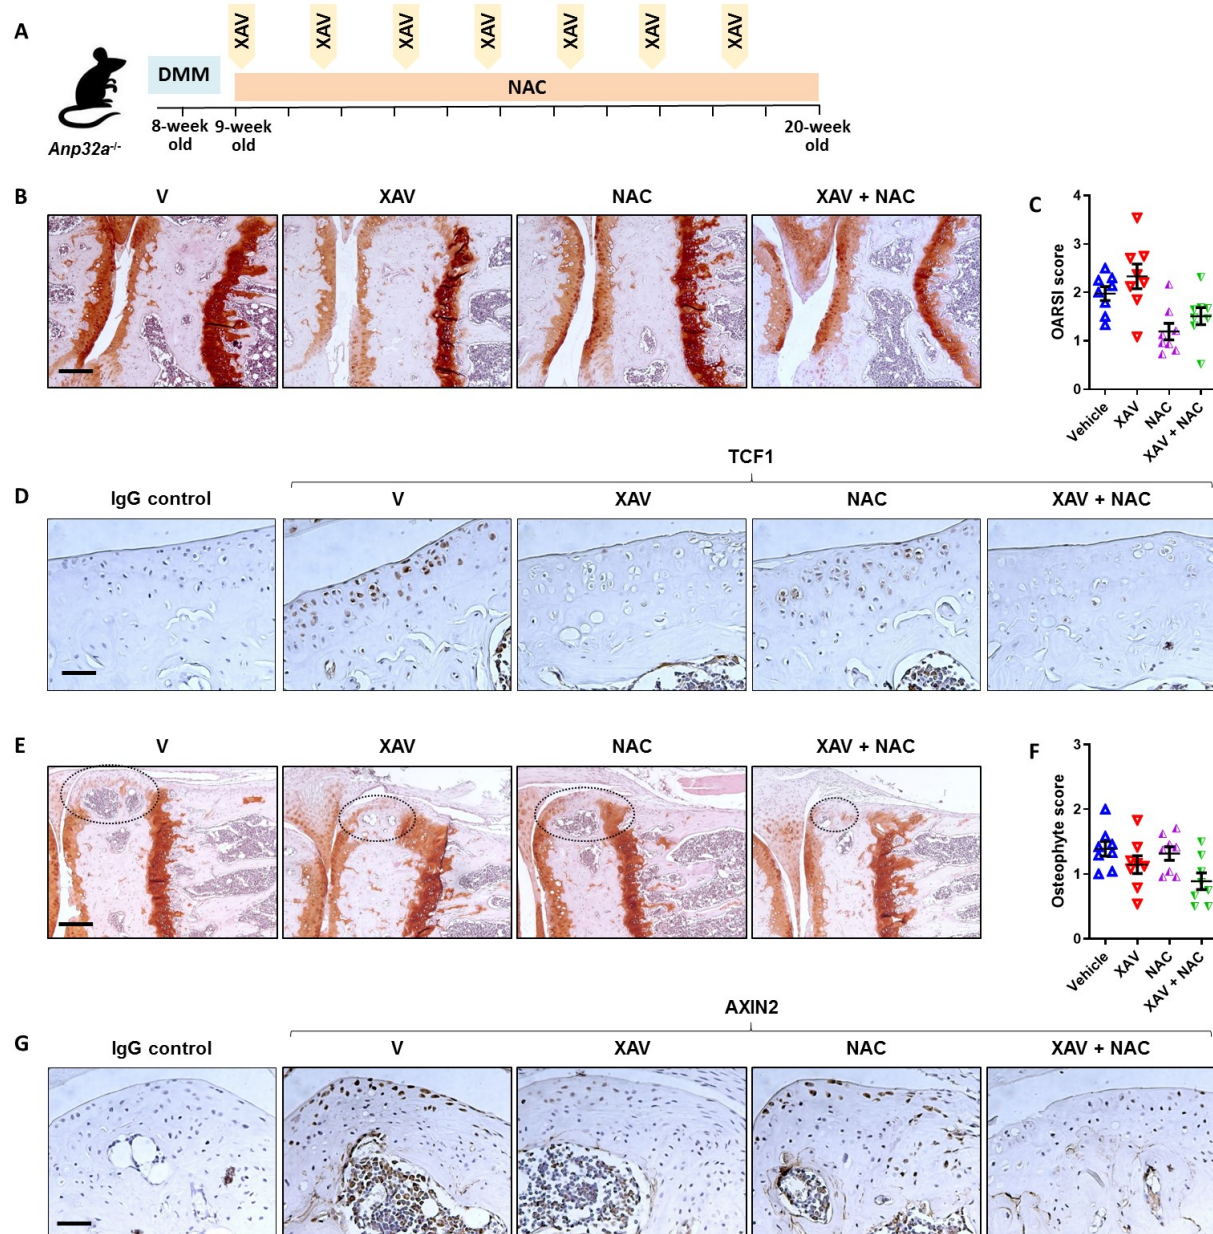 A
XAV XAV XAV XAV XAV XAV XAV
DMM
NAC
8-week old
9-week old
20-week old
Anp32a-/-
B
V
XAV
NAC
XAV + NAC
C
OARSI score
4
3
2
1
0
Vehicle
XAV
NAC
XAV + NAC
TCF1
D
IgG control
V
XAV
NAC
XAV + NAC
E
V
XAV
NAC
XAV + NAC
F
Osteophyte score
3
2
1
0
Vehicle
XAV
NAC
XAV + NAC
AXIN2
G
IgG control
V
XAV
NAC
XAV + NAC